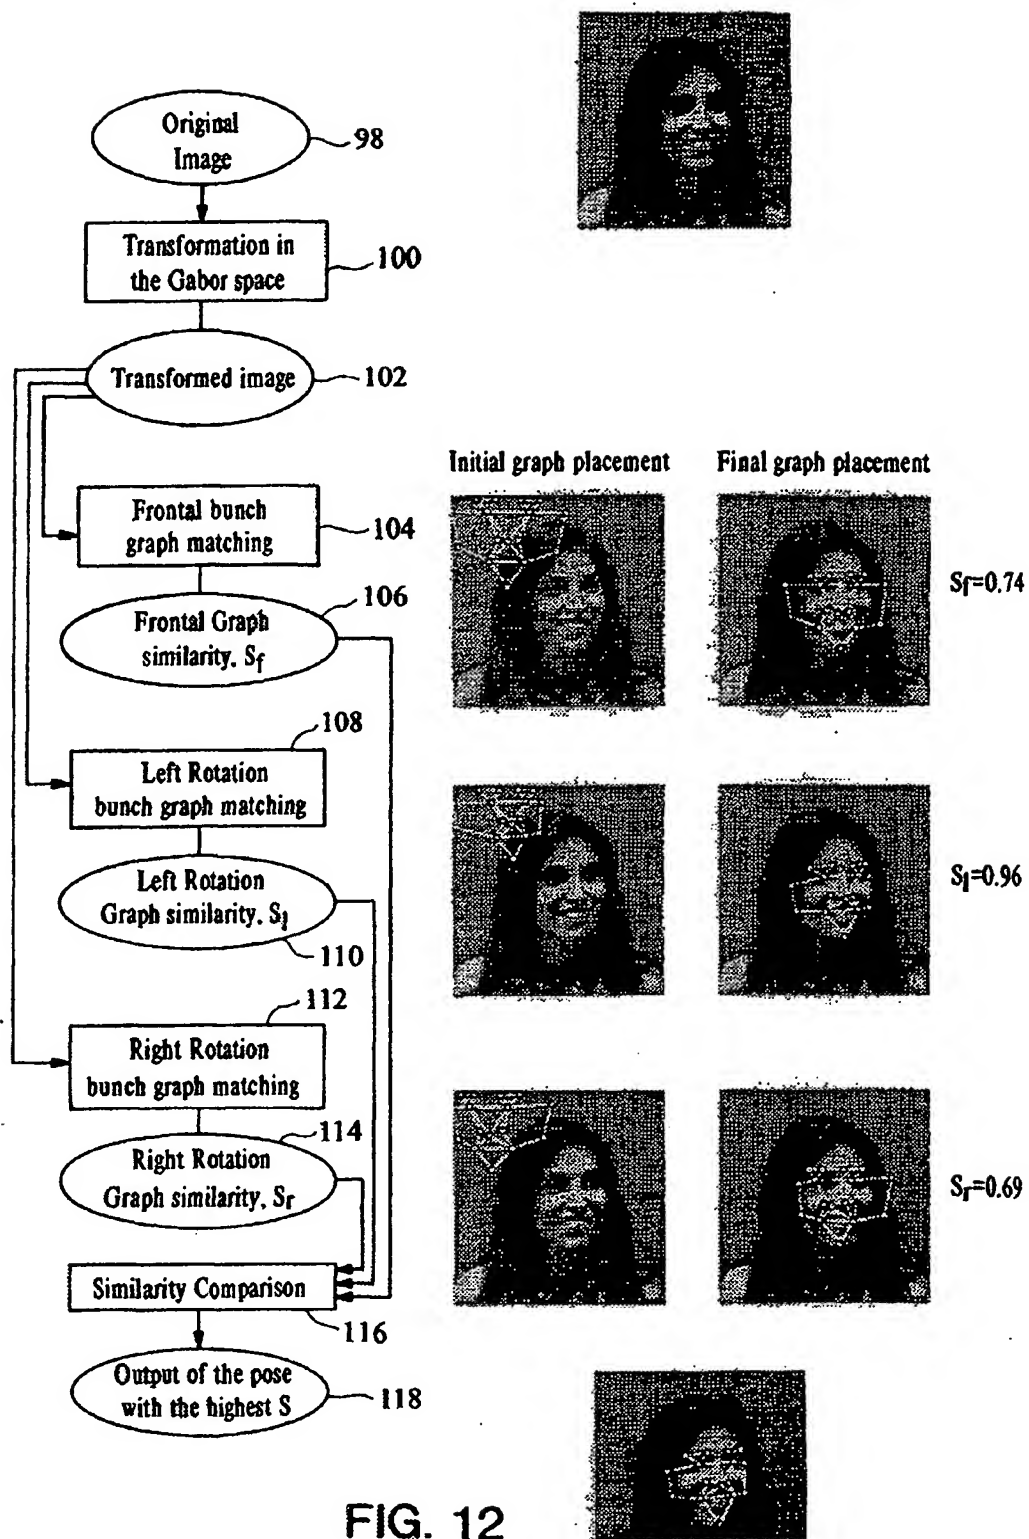 Original
Image
98
Transformation in
the Gabor space
100
Transformed image
102
Initial graph placement
Final graph placement
Frontal bunch
graph matching
104
106
Frontal Graph
similarity, Sf
Sf=0.74
108
Left Rotation
bunch graph matching
Left Rotation
Graph similarity, Sl
110
Sl=0.96
112
Right Rotation
bunch graph matching
114
Right Rotation
Graph similarity, Sr
Sr=0.69
Similarity Comparison
116
Output of the pose
with the highest S
118
FIG. 12